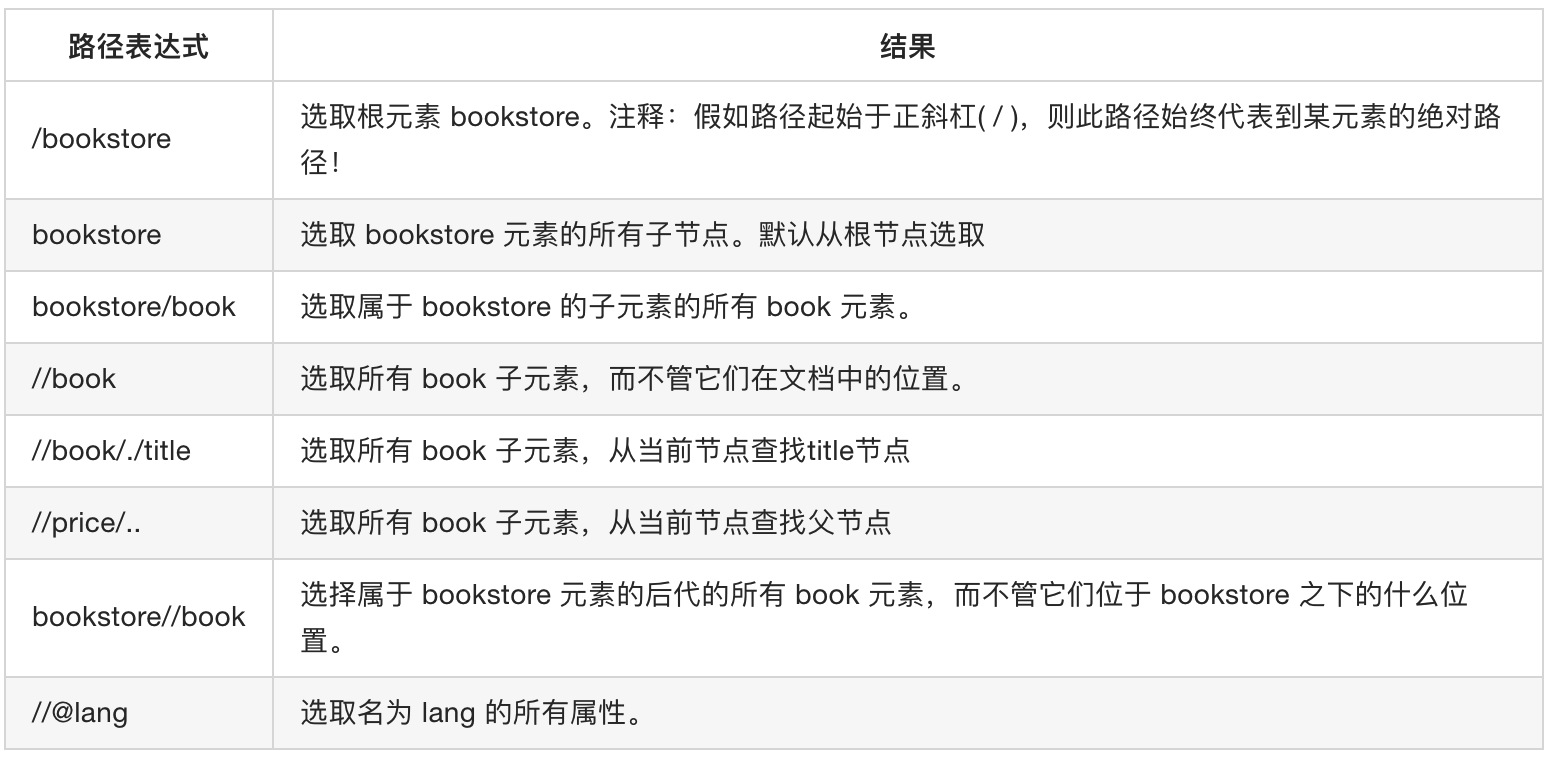 路径表达式 结果
/bookstore 选取根元素 bookstore。注释：假如路径起始于正斜杠( / )，则此路径始终代表到某元素的绝对路
径！
bookstore 选取 bookstore 元素的所有子节点。默认从根节点选取
bookstore/book 选取属于 bookstore 的子元素的所有 book 元素。
//book 选取所有 book 子元素，而不管它们在文档中的位置。
//book/./title 选取所有 book 子元素，从当前节点查找title节点
//price/.. 选取所有 book 子元素，从当前节点查找父节点
bookstore//book 选择属于 bookstore 元素的后代的所有 book 元素，而不管它们位于 bookstore 之下的什么位
置。
//@lang 选取名为 lang 的所有属性。